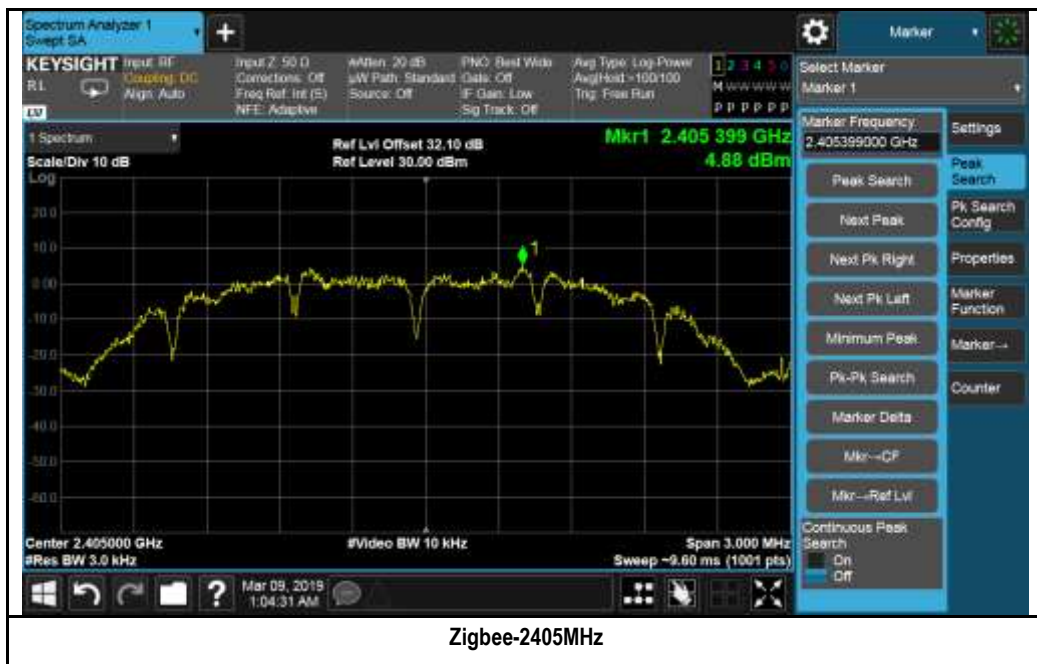 Spectrum Analyzer 1
Swept SA
+
Marker
KEYSIGHT
RL
Input: RF
Coupling: DC
Align: Auto
Input Z: 50 Ω
Corrections: Off
Freq Ref: Int (S)
NFE: Adaptive
#Atten: 20 dB
µW Path: Standard
Source: Off
PNO: Best Wide
Gate: Off
IF Gain: Low
Sig Track: Off
Avg Type: Log-Power
Avg|Hold:>100/100
Trig: Free Run
1 2 3 4 5 6
M W W W W W
P P P P P P
Select Marker
Marker 1
1 Spectrum
Scale/Div 10 dB
Log
Ref Lvl Offset 32.10 dB
Ref Level 30.00 dBm
Mkr1 2.405 399 GHz
4.88 dBm
20.0
10.0
0.00
-10.0
-20.0
-30.0
-40.0
-50.0
-60.0
1
Center 2.405000 GHz
#Res BW 3.0 kHz
#Video BW 10 kHz
Span 3.000 MHz
Sweep ~9.60 ms (1001 pts)
Marker Frequency
2.405399000 GHz
Peak Search
Next Peak
Next Pk Right
Next Pk Left
Minimum Peak
Pk-Pk Search
Marker Delta
Mkr→CF
Mkr→Ref Lvl
Continuous Peak
Search
On
Off
Settings
Peak
Search
Pk Search
Config
Properties
Marker
Function
Marker→
Counter
?
Mar 09, 2019
1:04:31 AM
Zigbee-2405MHz